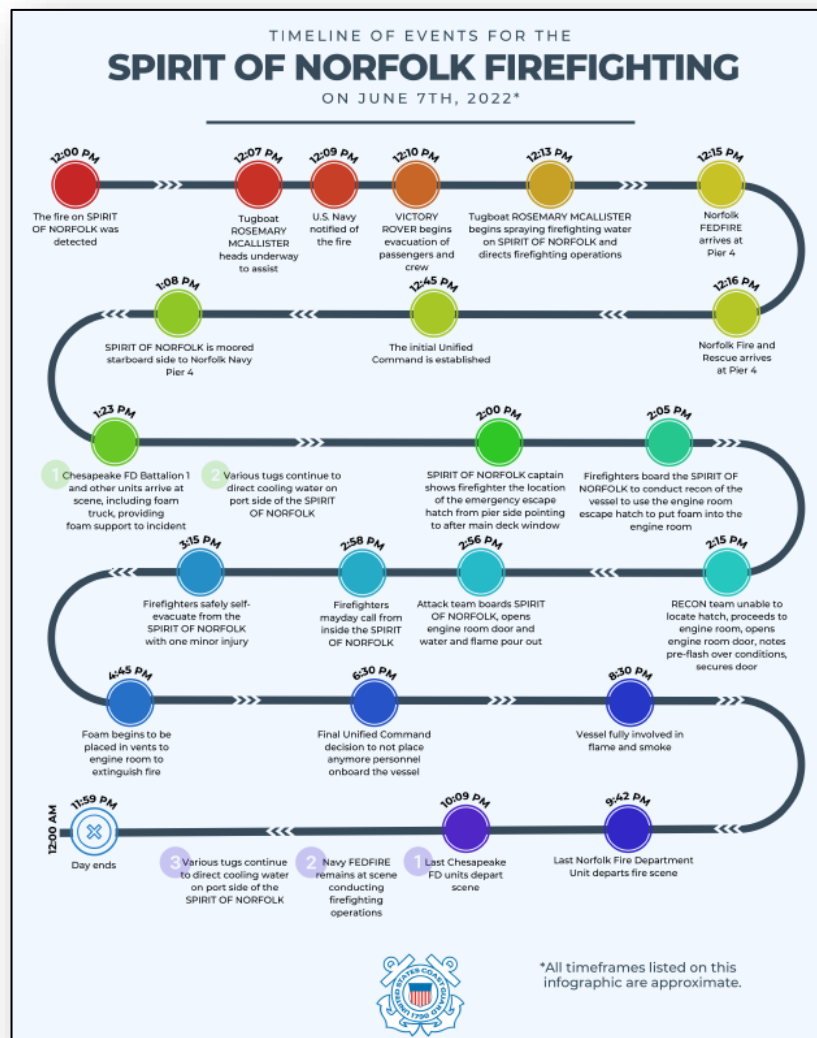 TIMELINE OF EVENTS FOR THE
SPIRIT OF NORFOLK FIREFIGHTING
ON JUNE 7TH, 2022*
12:00 PM
The fire on SPIRIT
OF NORFOLK was
detected
12:07 PM
Tugboat
ROSEMARY
MCALLISTER
heads underway
to assist
12:09 PM
U.S. Navy
notified of
the fire
12:10 PM
VICTORY
ROVER begins
evacuation of
passengers and
crew
12:13 PM
Tugboat ROSEMARY MCALLISTER
begins spraying firefighting water
on SPIRIT OF NORFOLK and
directs firefighting operations
12:15 PM
Norfolk
FEDFIRE
arrives at
Pier 4
12:16 PM
Norfolk Fire and
Rescue arrives
at Pier 4
12:45 PM
The initial Unified
Command is established
1:08 PM
SPIRIT OF NORFOLK is moored
starboard side to Norfolk Navy
Pier 4
1:23 PM
1 Chesapeake FD Battalion 1
and other units arrive at
scene, including foam
truck, providing
foam support to incident
2 Various tugs continue to
direct cooling water on
port side of the SPIRIT
OF NORFOLK
2:00 PM
SPIRIT OF NORFOLK captain
shows firefighter the location
of the emergency escape
hatch from pier side pointing
to after main deck window
2:05 PM
Firefighters board the SPIRIT OF
NORFOLK to conduct recon of the
vessel to use the engine room
escape hatch to put foam into the
engine room
2:15 PM
RECON team unable to
locate hatch, proceeds to
engine room, opens
engine room door, notes
pre-flash over conditions,
secures door
2:56 PM
Attack team boards SPIRIT
OF NORFOLK, opens
engine room door and
water and flame pour out
2:58 PM
Firefighters
mayday call from
inside the SPIRIT
OF NORFOLK
3:15 PM
Firefighters safely self-
evacuate from the
SPIRIT OF NORFOLK
with one minor injury
4:45 PM
Foam begins to be
placed in vents to
engine room to
extinguish fire
6:30 PM
Final Unified Command
decision to not place
anymore personnel
onboard the vessel
8:30 PM
Vessel fully involved in
flame and smoke
9:42 PM
Last Norfolk Fire Department
Unit departs fire scene
10:09 PM
1 Last Chesapeake
FD units depart
scene
2 Navy FEDFIRE
remains at scene
conducting
firefighting
operations
3 Various tugs continue
to direct cooling water
on port side of the
SPIRIT OF NORFOLK
11:59 PM
Day ends
12:00 AM
UNITED STATES COAST GUARD
1790
*All timeframes listed on this
infographic are approximate.